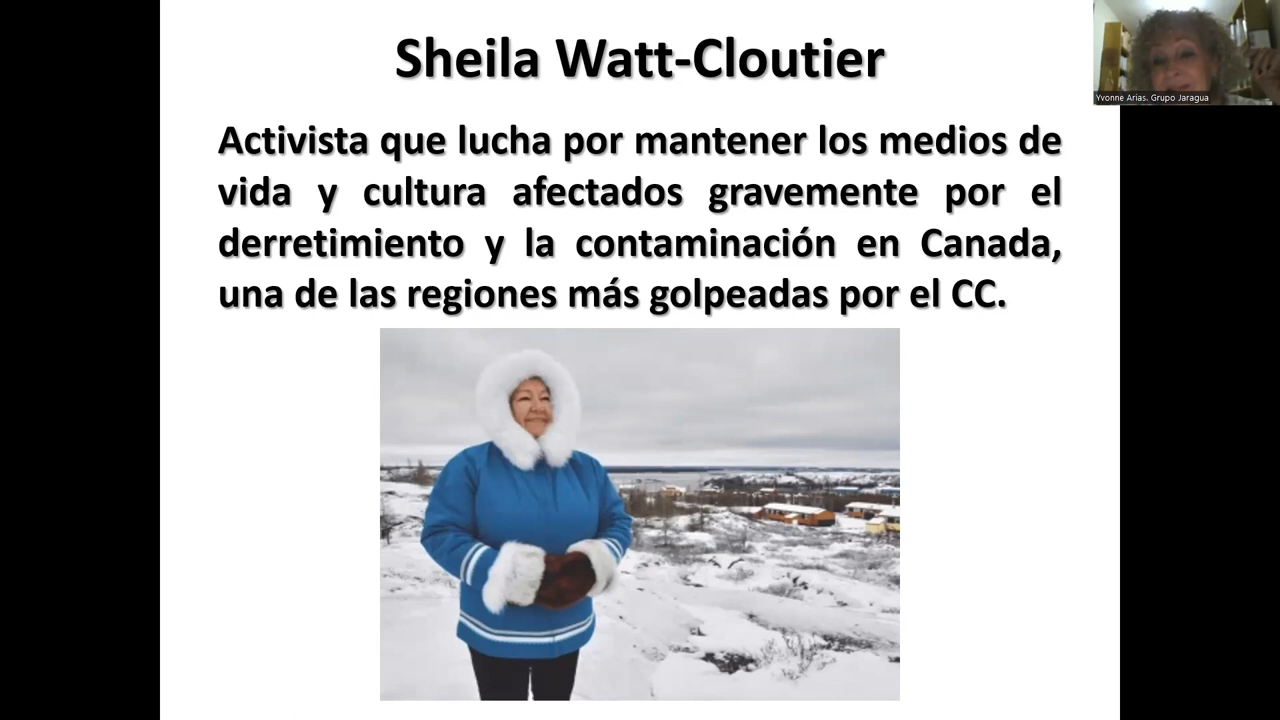 Sheila Watt-Cloutier
Yvonne Arias. Grupo Jaragua
Activista que lucha por mantener los medios de
vida y cultura afectados gravemente por el
derretimiento y la contaminación en Canada,
una de las regiones más golpeadas por el CC.